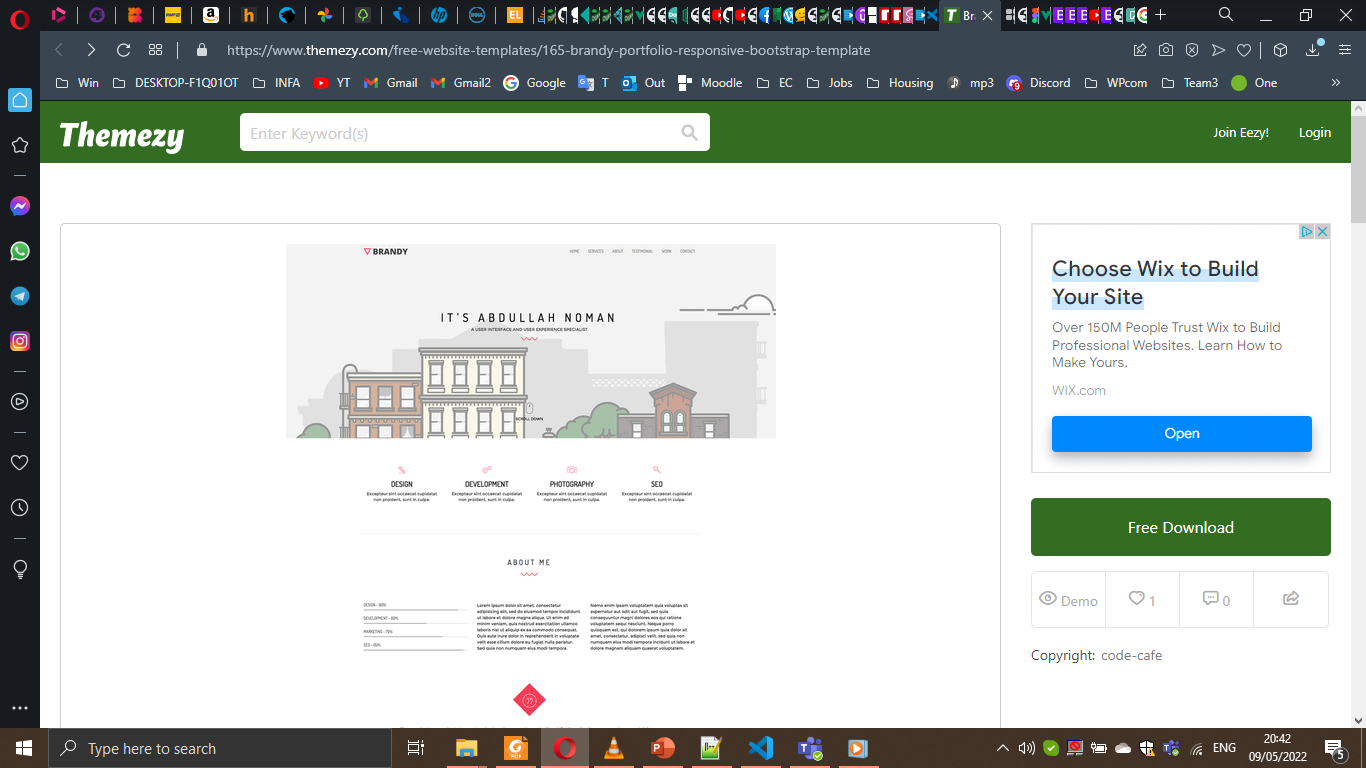 Br
https://www.themezy.com/free-website-templates/165-brandy-portfolio-responsive-bootstrap-template
Win
DESKTOP-F1Q01OT
INFA
YT
Gmail
Gmail2
Google
T
Out
Moodle
EC
Jobs
Housing
mp3
Discord
WPcom
Team3
One
»
Themezy
Enter Keyword(s)
Join Eezy!
Login
BRANDY
HOME
SERVICES
ABOUT
TESTIMONIAL
WORK
CONTACT
IT'S ABDULLAH NOMAN
A USER INTERFACE AND USER EXPERIENCE SPECIALIST
SCROLL DOWN
DESIGN
Excepteur sint occaecat cupidatat
non proident, sunt in culpa.
DEVELOPMENT
Excepteur sint occaecat cupidatat
non proident, sunt in culpa.
PHOTOGRAPHY
Excepteur sint occaecat cupidatat
non proident, sunt in culpa.
SEO
Excepteur sint occaecat cupidatat
non proident, sunt in culpa.
ABOUT ME
DESIGN - 90%
DEVELOPMENT - 60%
MARKETING - 75%
SEO - 95%
Lorem ipsum dolor sit amet, consectetur
adipisicing elit, sed do eiusmod tempor incididunt
ut labore et dolore magna aliqua. Ut enim ad
minim veniam, quis nostrud exercitation ullamco
laboris nisi ut aliquip ex ea commodo consequat.
Duis aute irure dolor in reprehenderit in voluptate
velit esse cillum dolore eu fugiat nulla pariatur.
Sed quia non numquam eius modi tempora.
Nemo enim ipsam voluptatem quia voluptas sit
aspernatur aut odit aut fugit, sed quia
consequuntur magni dolores eos qui ratione
voluptatem sequi nesciunt. Neque porro
quisquam est, qui dolorem ipsum quia dolor sit
amet, consectetur, adipisci velit, sed quia non
numquam eius modi tempora incidunt ut labore et
dolore magnam aliquam quaerat voluptatem.
Choose Wix to Build
Your Site
Over 150M People Trust Wix to Build
Professional Websites. Learn How to
Make Yours.
WIX.com
Open
Free Download
Demo
1
0
Copyright: code-cafe
Type here to search
ENG
20:42
09/05/2022
5